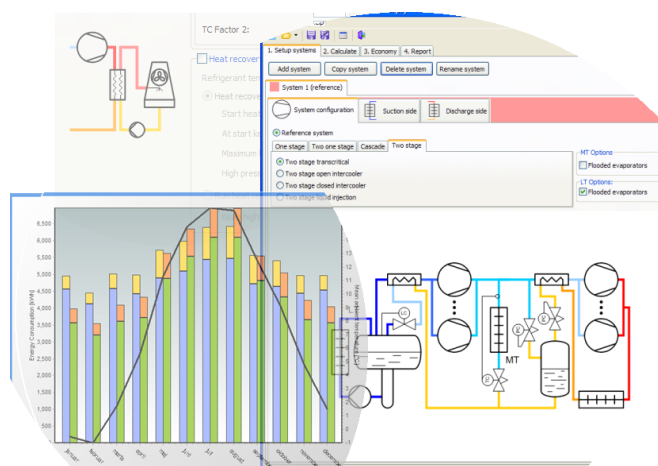 TC Factor 2:
1. Setup systems 2. Calculate 3. Economy 4. Report
Add system Copy system Delete system Rename system
Heat recover
System 1 (reference)
Refrigerant tem
Heat recove
System configuration Suction side Discharge side
Start he
At start k
Reference system
One stage Two one stage Cascade Two stage
Maximum
High pres
MT Options
Two stage transcritical
Flooded evaporators
Two stage open intercooler
Two stage closed intercooler
LT Options:
Flooded evaporators
Two stage liquid injection
Energy Consumption [kWh]
6,500
6,000
5,500
5,000
4,500
4,000
3,500
3,000
2,500
2,000
1,500
1,000
500
januar februar marts april maj juni juli august oktober november december
MT